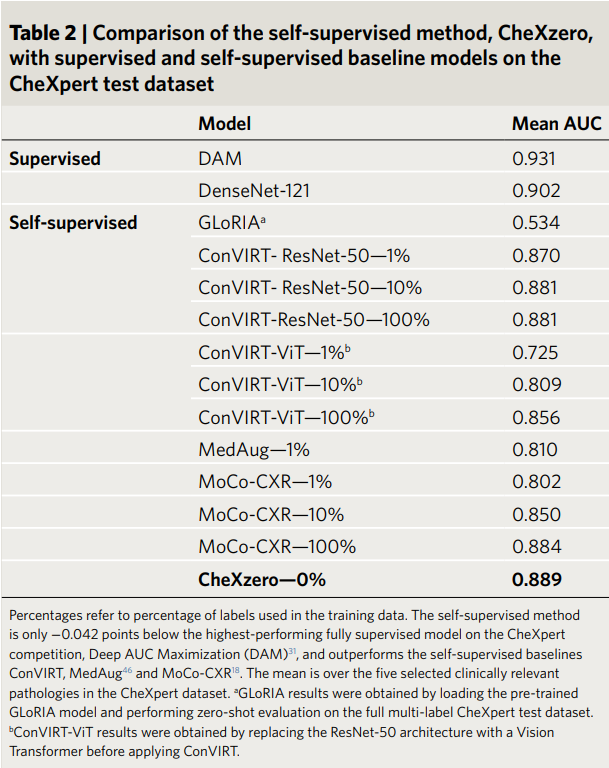 Table 2 | Comparison of the self-supervised method, CheXzero,
with supervised and self-supervised baseline models on the
CheXpert test dataset
Model Mean AUC
Supervised DAM 0.931
DenseNet-121 0.902
Self-supervised GLoRIAᵃ 0.534
ConVIRT- ResNet-50—1% 0.870
ConVIRT- ResNet-50—10% 0.881
ConVIRT-ResNet-50—100% 0.881
ConVIRT-ViT—1%ᵇ 0.725
ConVIRT-ViT—10%ᵇ 0.809
ConVIRT-ViT—100%ᵇ 0.856
MedAug—1% 0.810
MoCo-CXR—1% 0.802
MoCo-CXR—10% 0.850
MoCo-CXR—100% 0.884
CheXzero—0% 0.889
Percentages refer to percentage of labels used in the training data. The self-supervised method
is only −0.042 points below the highest-performing fully supervised model on the CheXpert
competition, Deep AUC Maximization (DAM)³¹, and outperforms the self-supervised baselines
ConVIRT, MedAug⁴⁶ and MoCo-CXR¹⁸. The mean is over the five selected clinically relevant
pathologies in the CheXpert dataset. ᵃGLoRIA results were obtained by loading the pre-trained
GLoRIA model and performing zero-shot evaluation on the full multi-label CheXpert test dataset.
ᵇConVIRT-ViT results were obtained by replacing the ResNet-50 architecture with a Vision
Transformer before applying ConVIRT.